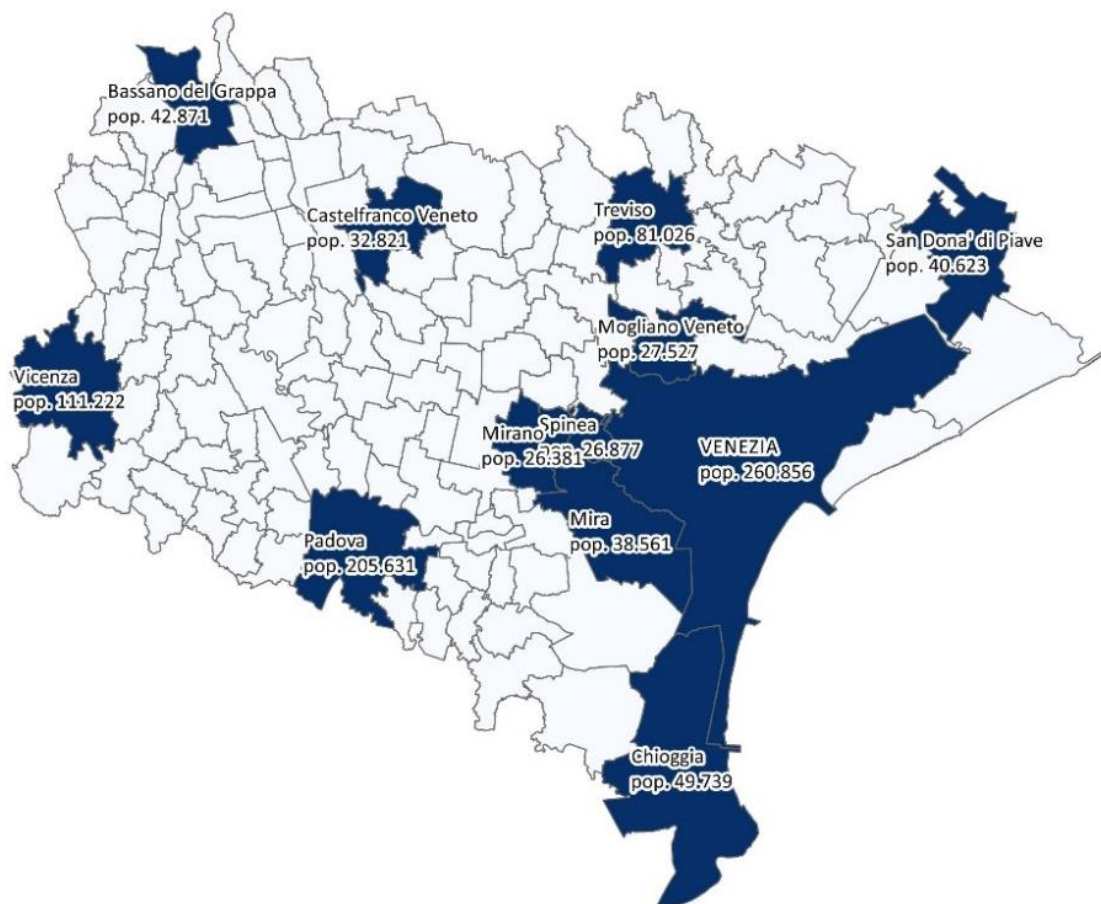 Bassano del Grappa
pop. 42.871
Castelfranco Veneto
pop. 32.821
Treviso
pop. 81.026
San Dona' di Piave
pop. 40.623
Mogliano Veneto
pop. 27.527
Vicenza
pop. 111.222
Spinea
pop. 26.877
Mirano
pop. 26.381
VENEZIA
pop. 260.856
Mira
pop. 38.561
Padova
pop. 205.631
Chioggia
pop. 49.739